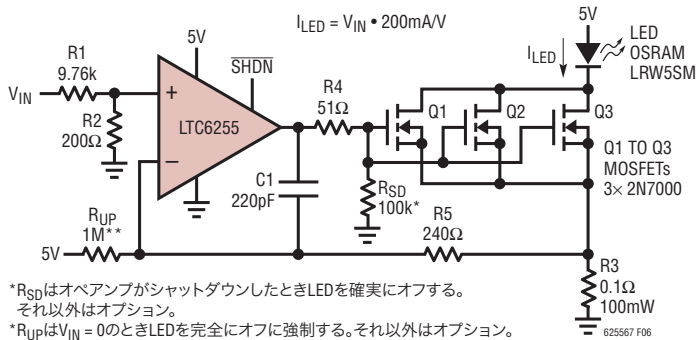 I_LED = V_IN • 200mA/V
5V
LED
OSRAM
LRW5SM
I_LED
5V
SHDN
R1
9.76k
V_IN
R2
200Ω
+
–
LTC6255
R4
51Ω
Q1
Q2
Q3
Q1 TO Q3
MOSFETs
3× 2N7000
C1
220pF
R_SD
100k*
R_UP
1M**
5V
R5
240Ω
R3
0.1Ω
100mW
*R_SDはオペアンプがシャットダウンしたときLEDを確実にオフする。
それ以外はオプション。
*R_UPはV_IN = 0のときLEDを完全にオフに強制する。それ以外はオプション。
625567 F06